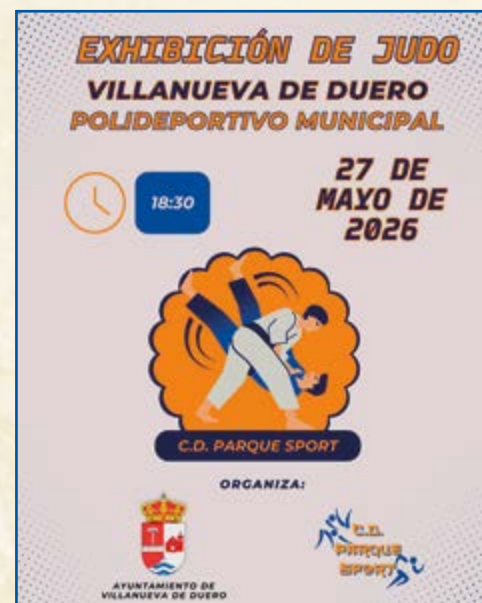 EXHIBICIÓN DE JUDO
VILLANUEVA DE DUERO
POLIDEPORTIVO MUNICIPAL
18:30
27 DE
MAYO DE
2026
C.D. PARQUE SPORT
ORGANIZA:
AYUNTAMIENTO DE
VILLANUEVA DE DUERO
C.D.
PARQUE
SPORT